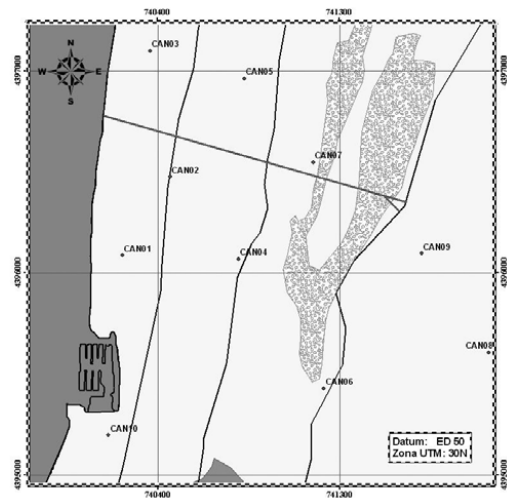 740400
741300
CAN03
N
W E
S
4397000
4397000
CAN05
CAN07
CAN02
CAN01
CAN04
CAN09
4396000
4396000
CAN08
CAN06
CAN10
Datum: ED 50
Zona UTM: 30N
4395000
4395000
740400
741300